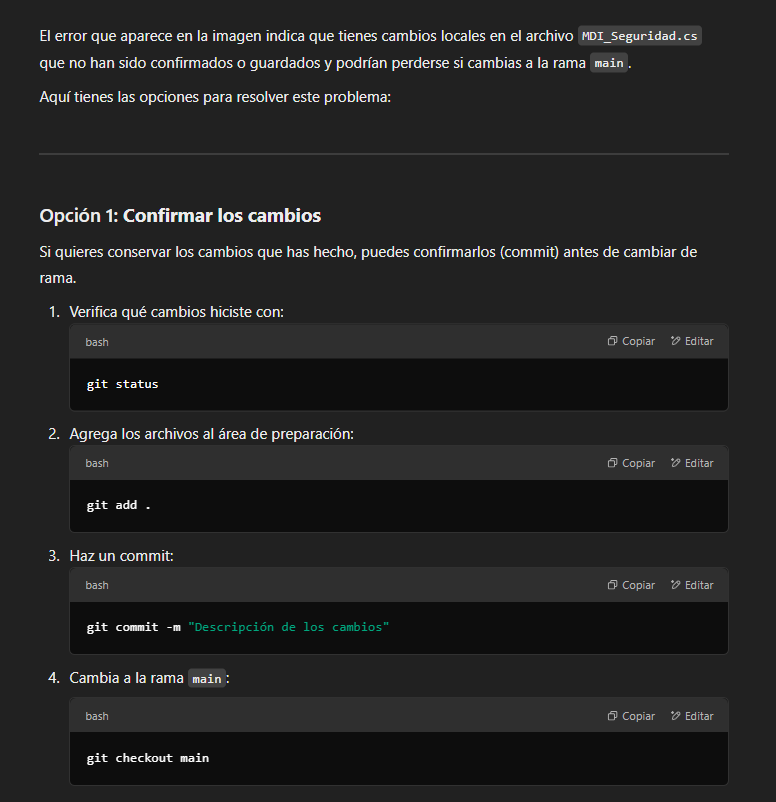 El error que aparece en la imagen indica que tienes cambios locales en el archivo MDI_Seguridad.cs
que no han sido confirmados o guardados y podrían perderse si cambias a la rama main.
Aquí tienes las opciones para resolver este problema:
Opción 1: Confirmar los cambios
Si quieres conservar los cambios que has hecho, puedes confirmarlos (commit) antes de cambiar de
rama.
1. Verifica qué cambios hiciste con:
bash Copiar Editar
git status
2. Agrega los archivos al área de preparación:
bash Copiar Editar
git add .
3. Haz un commit:
bash Copiar Editar
git commit -m "Descripción de los cambios"
4. Cambia a la rama main:
bash Copiar Editar
git checkout main